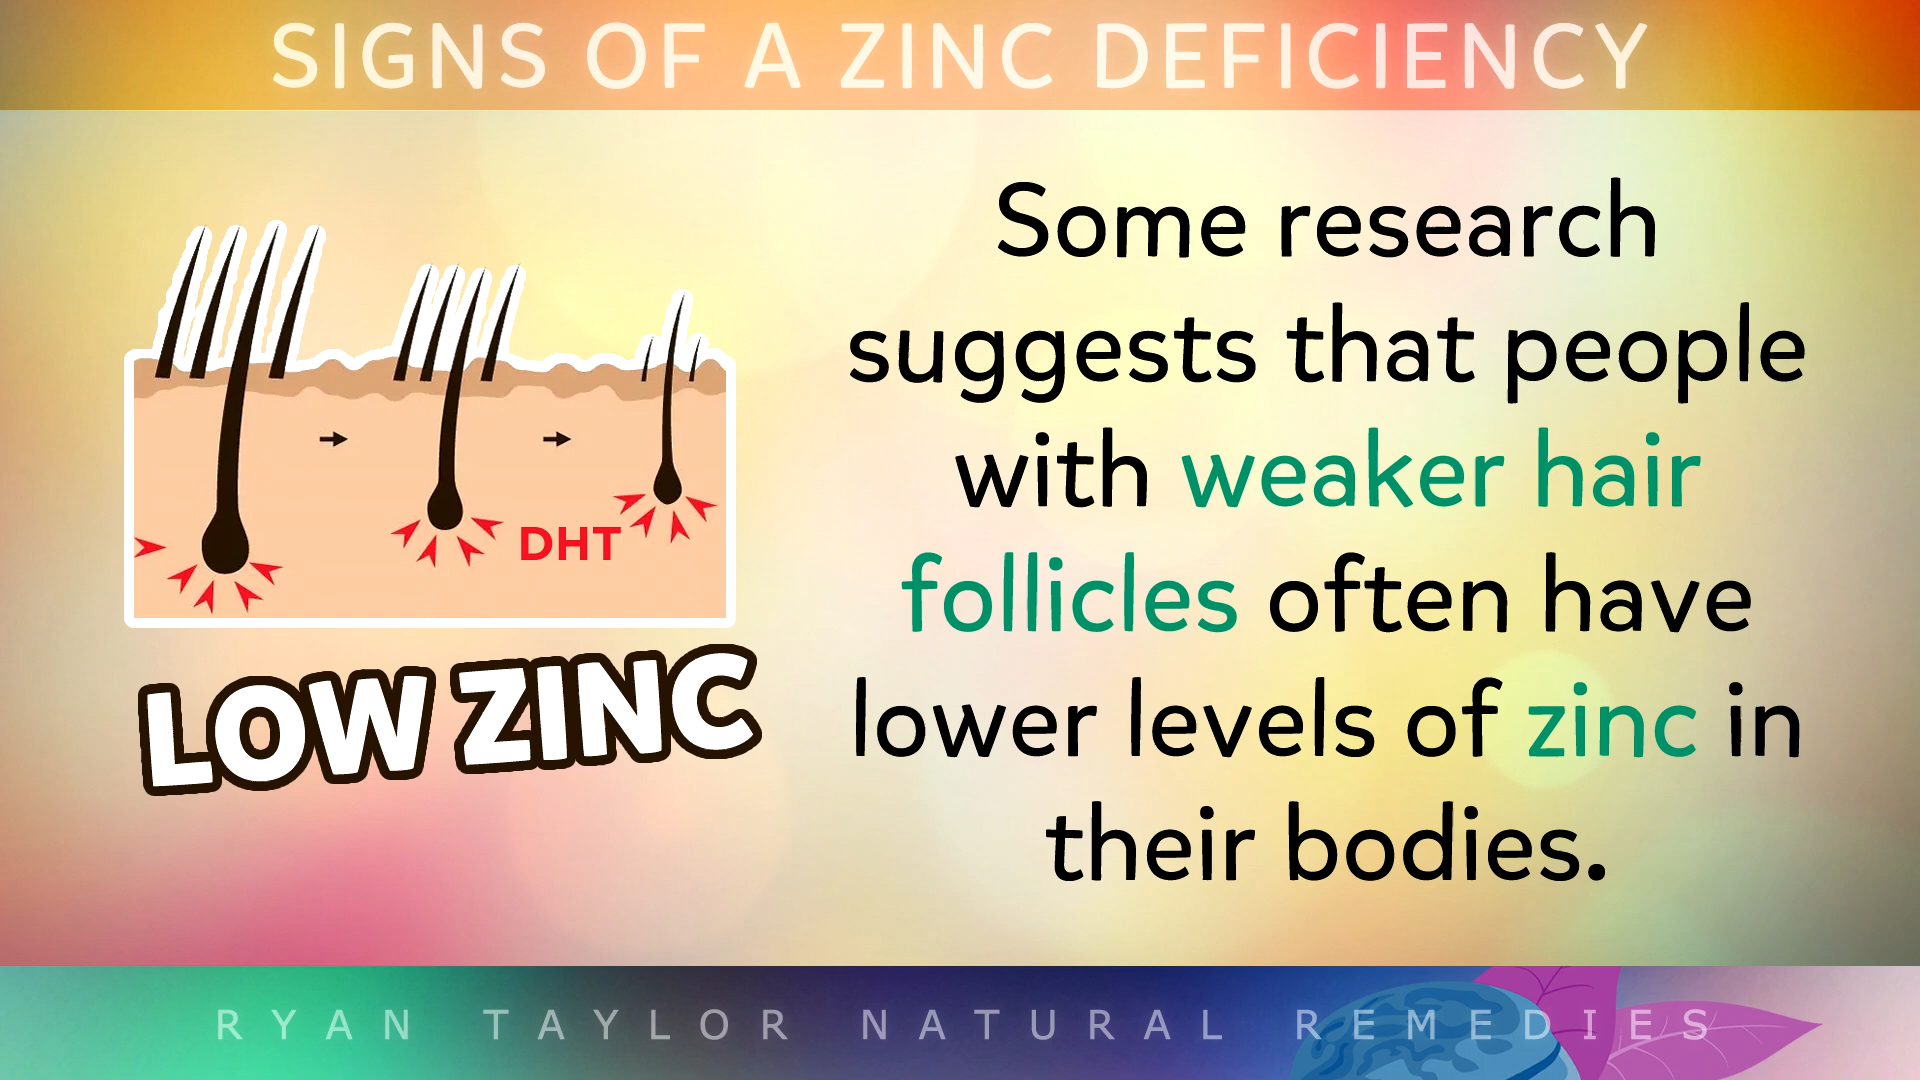 SIGNS OF A ZINC DEFICIENCY
Some research
suggests that people
with weaker hair
follicles often have
lower levels of zinc in
their bodies.
DHT
LOW ZINC
RYAN TAYLOR NATURAL REMEDIES